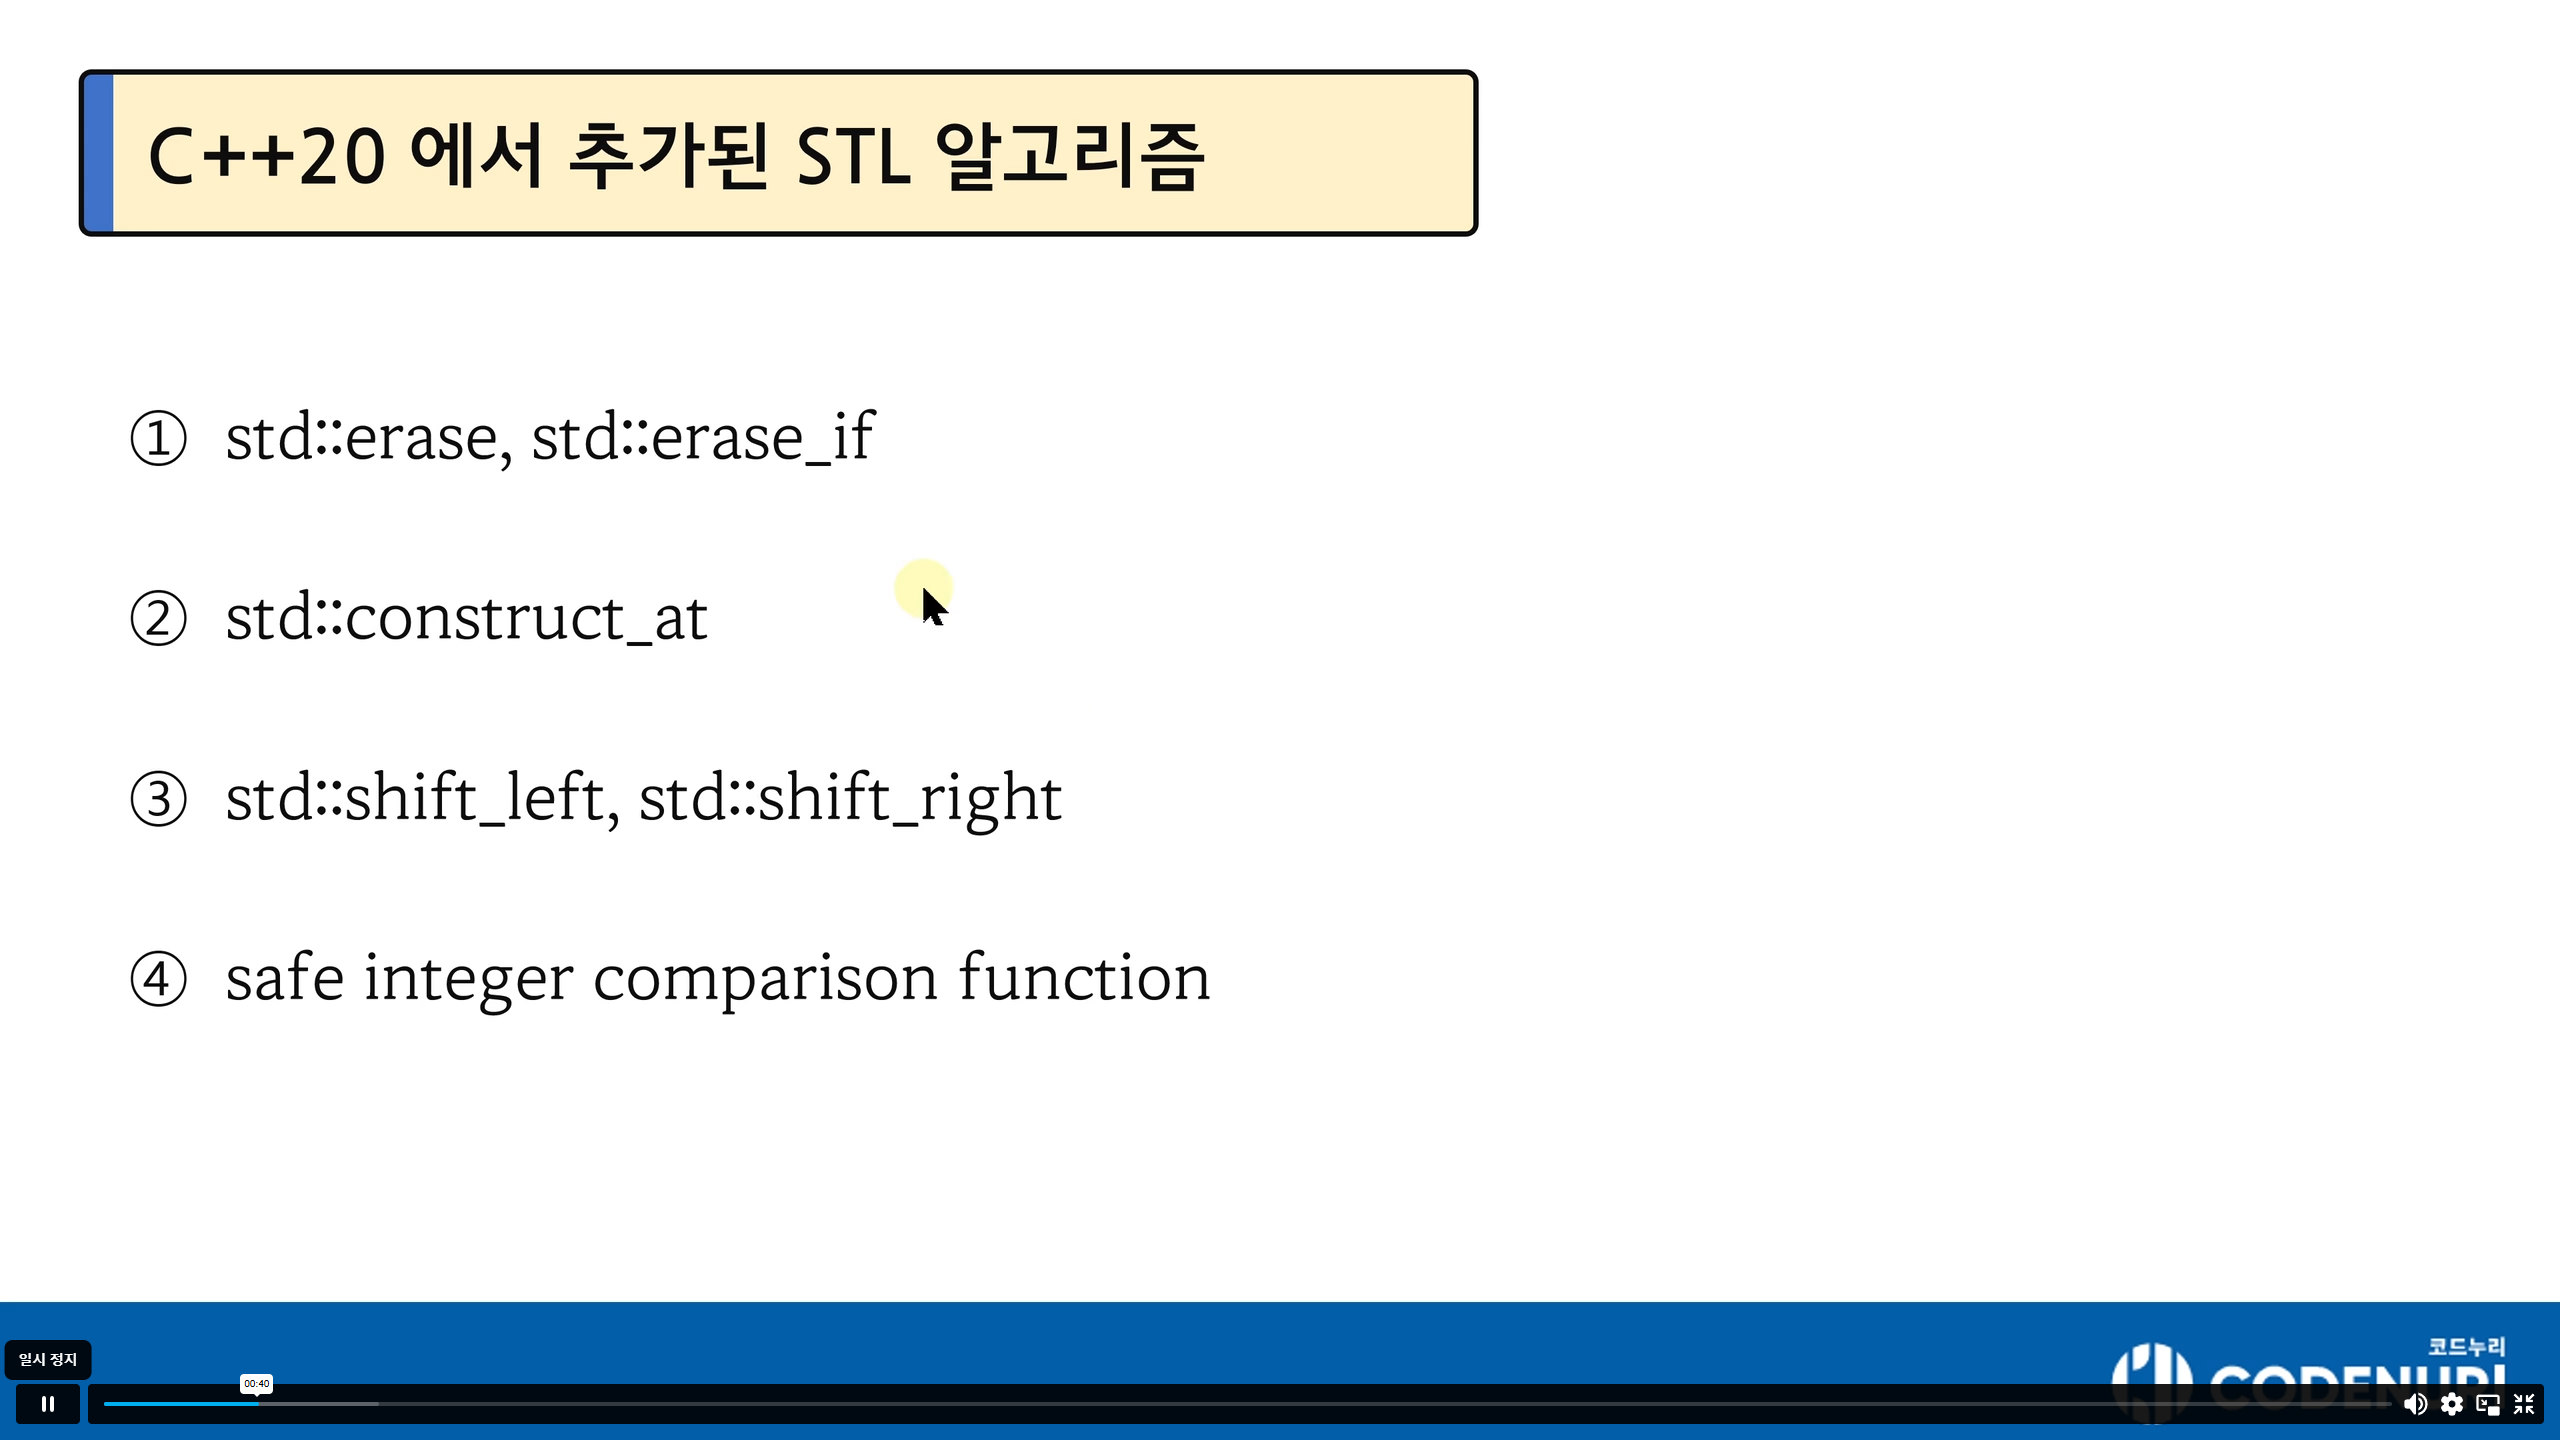 C++20 에서 추가된 STL 알고리즘
① std::erase, std::erase_if
② std::construct_at
③ std::shift_left, std::shift_right
④ safe integer comparison function
코드누리
CODENURI
일시 정지
00:40